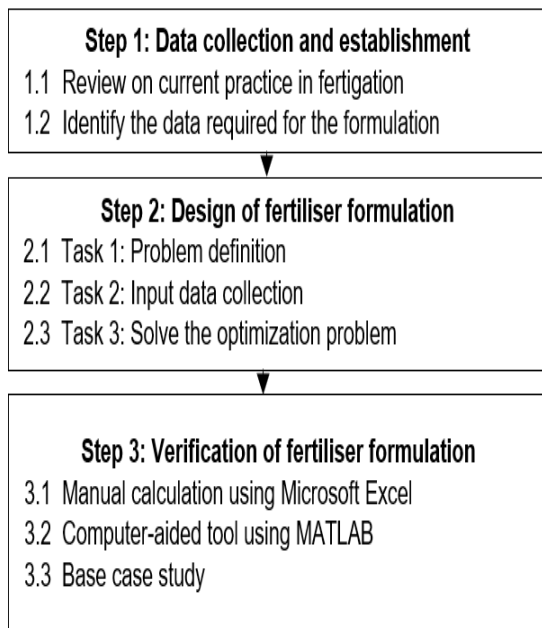 Step 1: Data collection and establishment
1.1 Review on current practice in fertigation
1.2 Identify the data required for the formulation
Step 2: Design of fertiliser formulation
2.1 Task 1: Problem definition
2.2 Task 2: Input data collection
2.3 Task 3: Solve the optimization problem
Step 3: Verification of fertiliser formulation
3.1 Manual calculation using Microsoft Excel
3.2 Computer-aided tool using MATLAB
3.3 Base case study